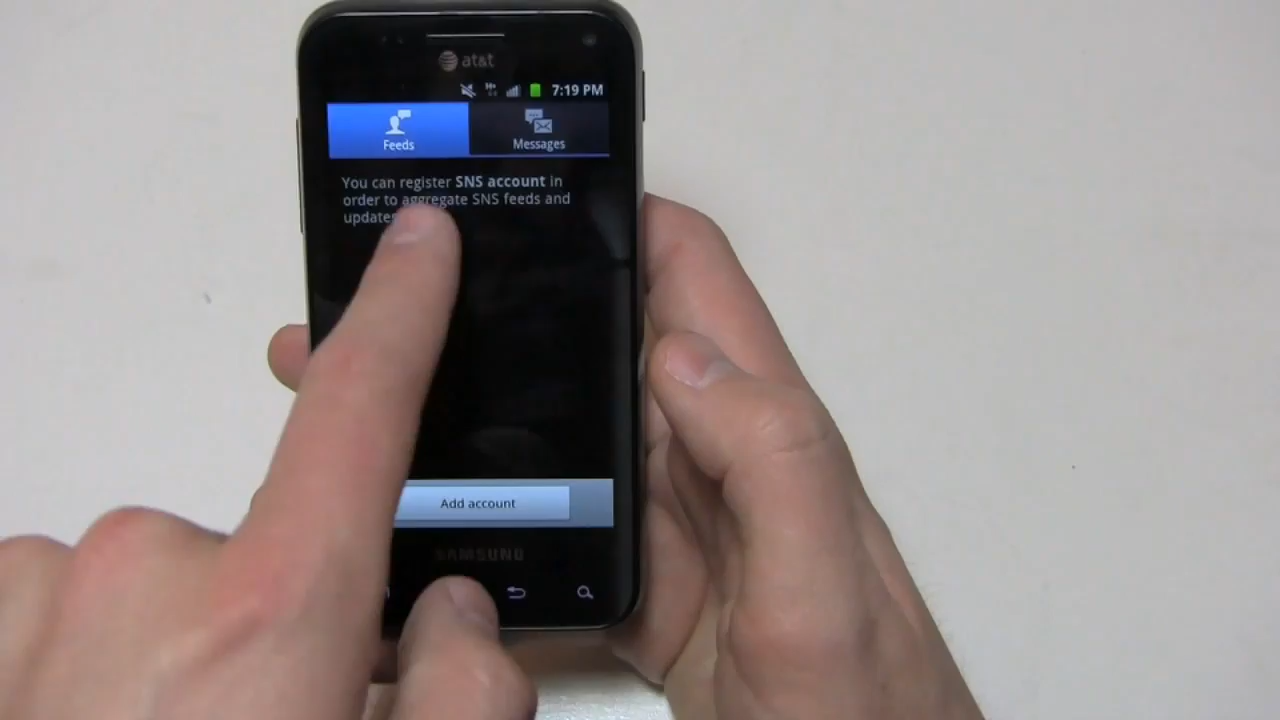 at&t
7:19 PM
Feeds
Messages
You can register SNS account in
order to aggregate SNS feeds and
Add account
SAMSUNG